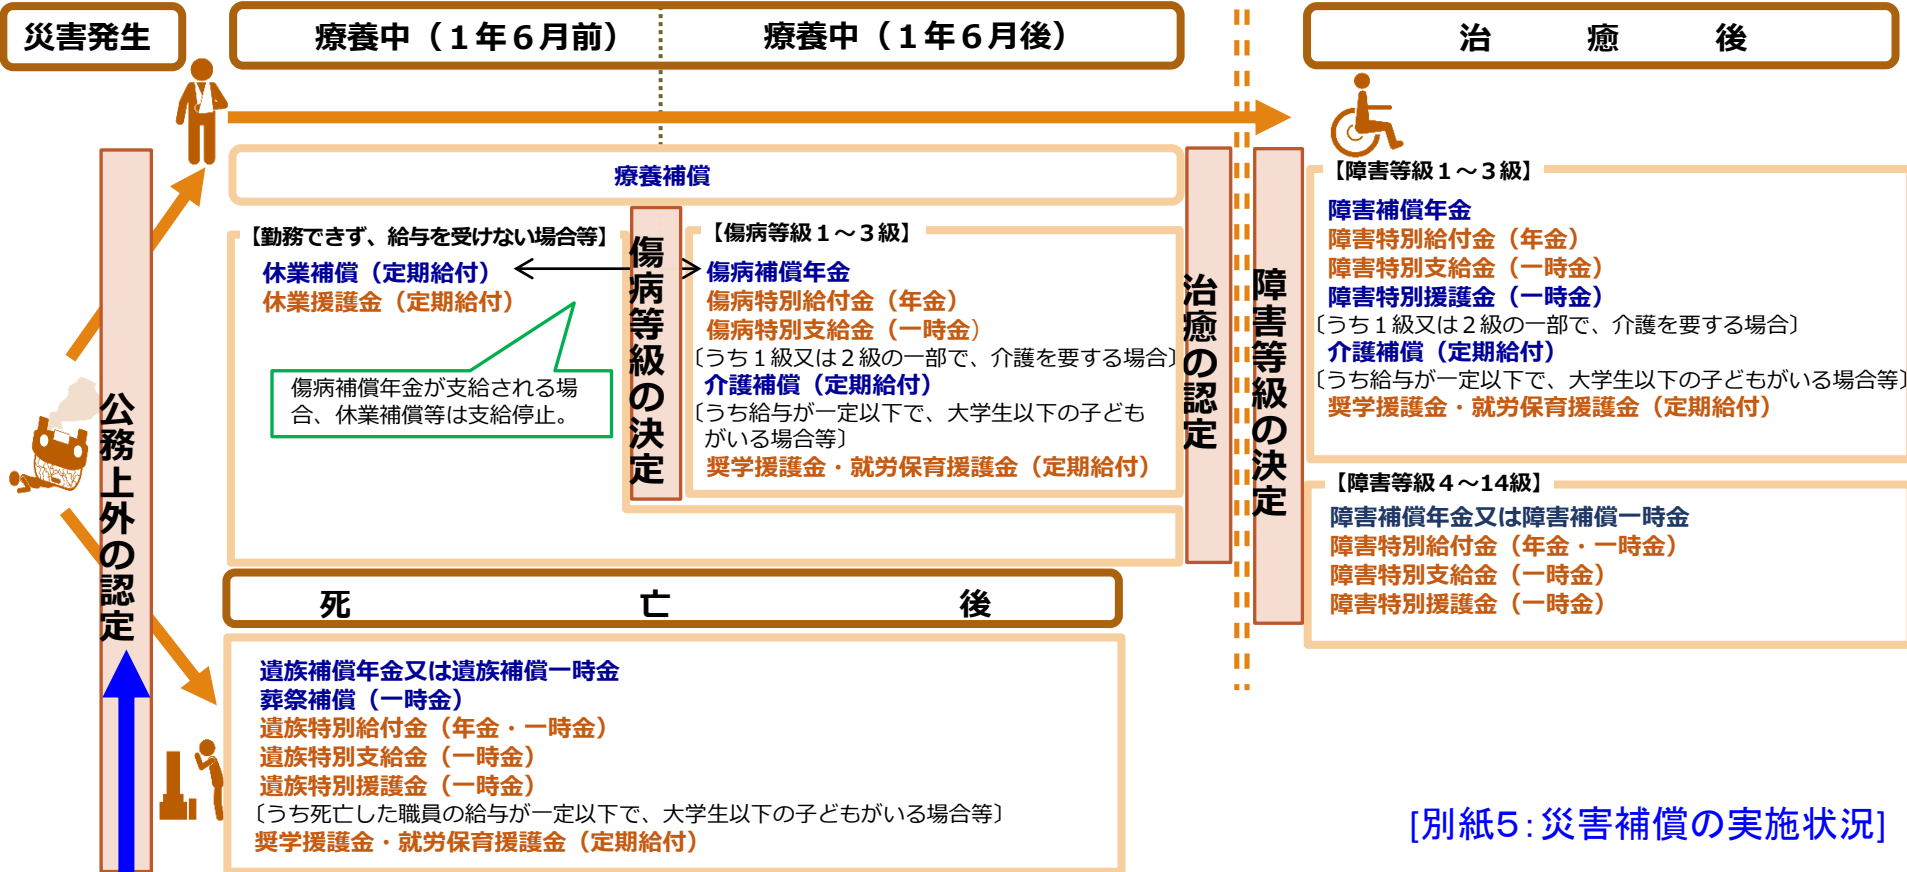 災害発生
療養中（１年６月前）
療養中（１年６月後）
治癒後
公務上外の認定
療養補償
【勤務できず、給与を受けない場合等】
休業補償（定期給付）
休業援護金（定期給付）
傷病補償年金が支給される場
合、休業補償等は支給停止。
傷病等級の決定
【傷病等級１～３級】
傷病補償年金
傷病特別給付金（年金）
傷病特別支給金（一時金）
〔うち１級又は２級の一部で、介護を要する場合〕
介護補償（定期給付）
〔うち給与が一定以下で、大学生以下の子ども
がいる場合等〕
奨学援護金・就労保育援護金（定期給付）
治癒の認定
障害等級の決定
【障害等級１～３級】
障害補償年金
障害特別給付金（年金）
障害特別支給金（一時金）
障害特別援護金（一時金）
〔うち１級又は２級の一部で、介護を要する場合〕
介護補償（定期給付）
〔うち給与が一定以下で、大学生以下の子どもがいる場合等〕
奨学援護金・就労保育援護金（定期給付）
【障害等級４～14級】
障害補償年金又は障害補償一時金
障害特別給付金（年金・一時金）
障害特別支給金（一時金）
障害特別援護金（一時金）
死亡後
遺族補償年金又は遺族補償一時金
葬祭補償（一時金）
遺族特別給付金（年金・一時金）
遺族特別支給金（一時金）
遺族特別援護金（一時金）
〔うち死亡した職員の給与が一定以下で、大学生以下の子どもがいる場合等〕
奨学援護金・就労保育援護金（定期給付）
[別紙５：災害補償の実施状況]